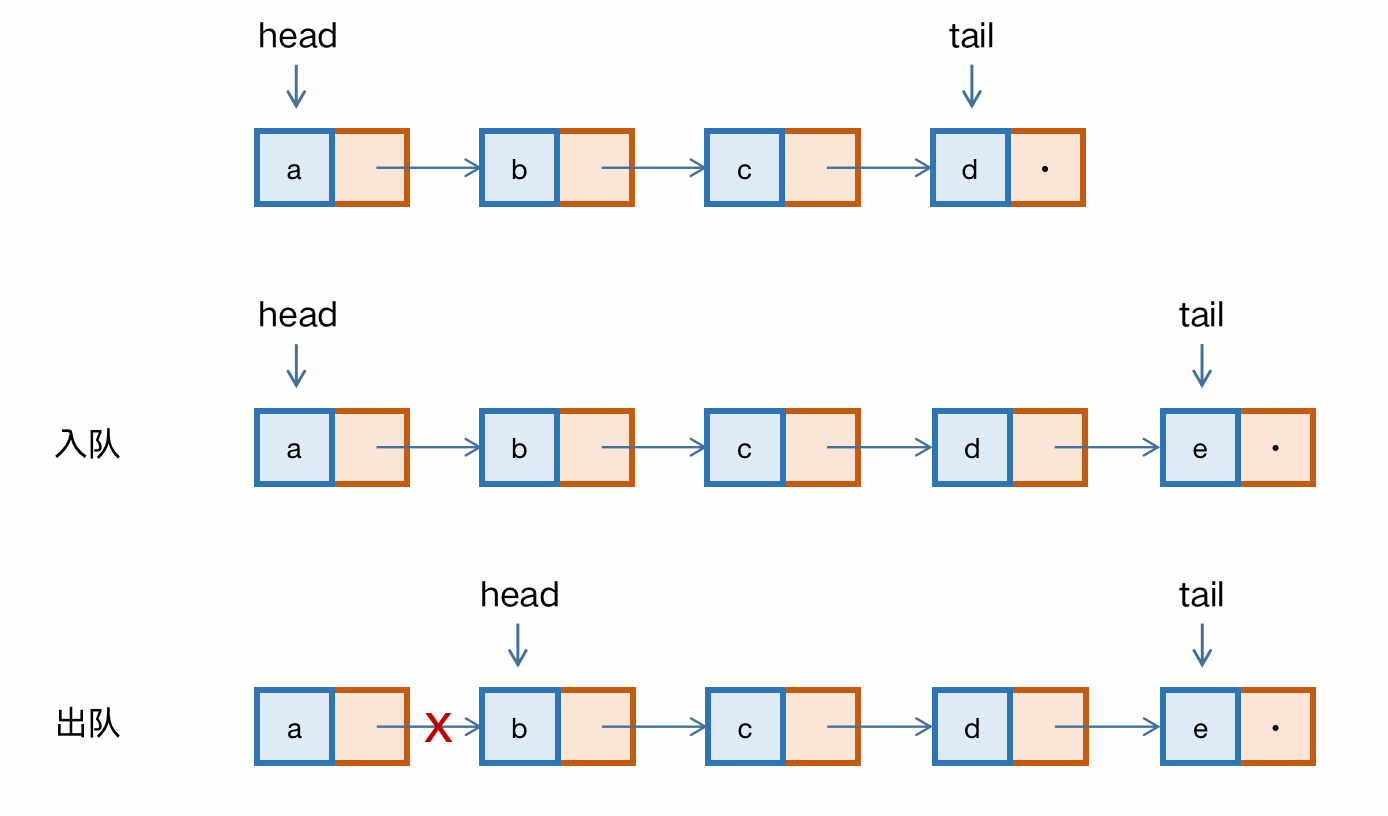 head tail
a b c d ·
head tail
入队 a b c d e ·
head tail
出队 a X b c d e ·